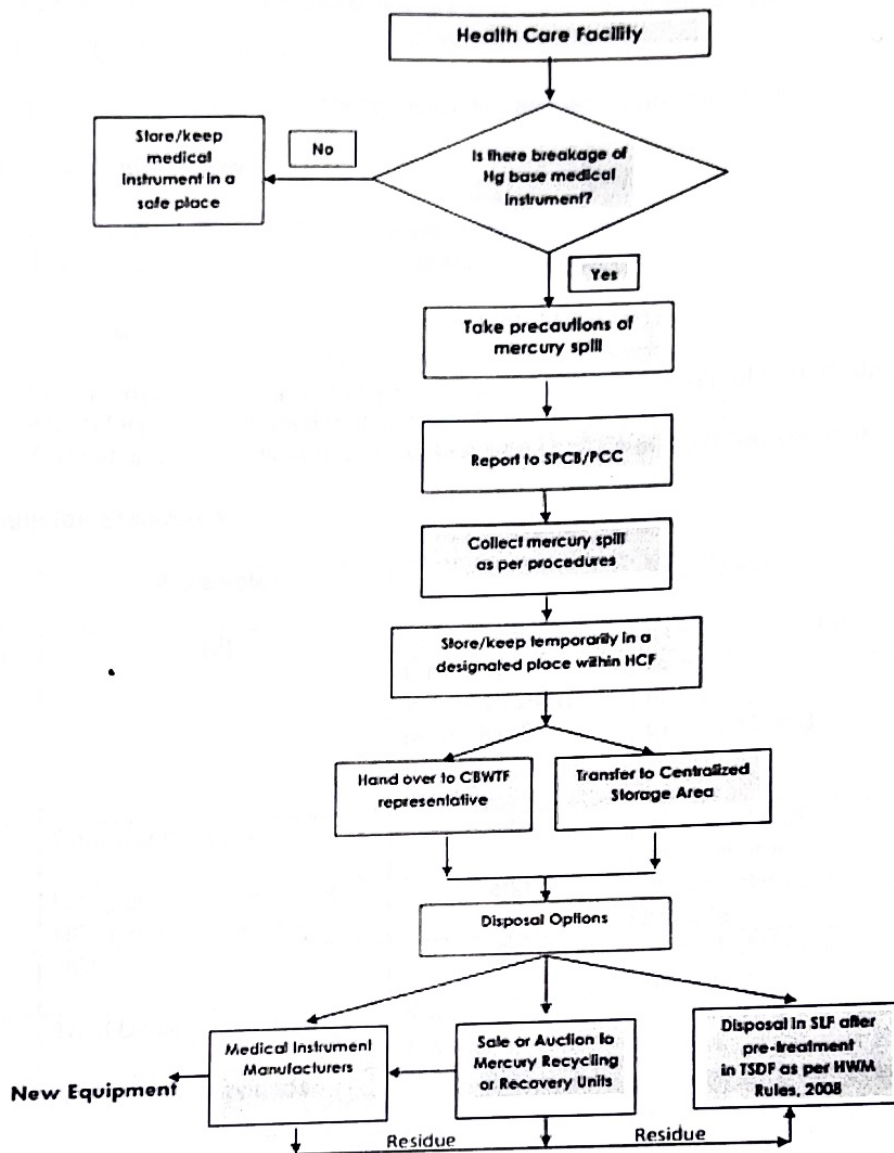 Health Care Facility
Store/keep
medical
instrument in a
safe place
No
Is there breakage of
Hg base medical
instrument?
Yes
Take precautions of
mercury spill
Report to SPCB/PCC
Collect mercury spill
as per procedures
Store/keep temporarily in a
designated place within HCF
Hand over to CBWTF
representative
Transfer to Centralized
Storage Area
Disposal Options
Medical Instrument
Manufacturers
Sale or Auction to
Mercury Recycling
or Recovery Units
Disposal in SLF after
pre-treatment
in TSDF as per HWM
Rules, 2008
New Equipment
Residue
Residue